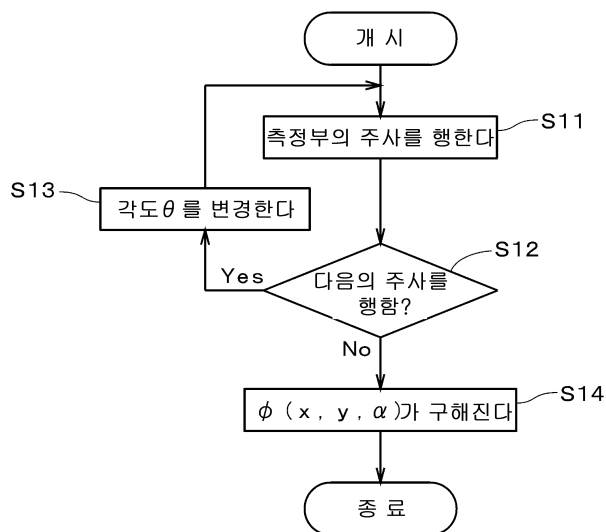 개 시
측정부의 주사를 행한다
S11
S13
각도θ를 변경한다
S12
다음의 주사를
행함?
Yes
No
S14
φ ( x , y , α )가 구해진다
종 료